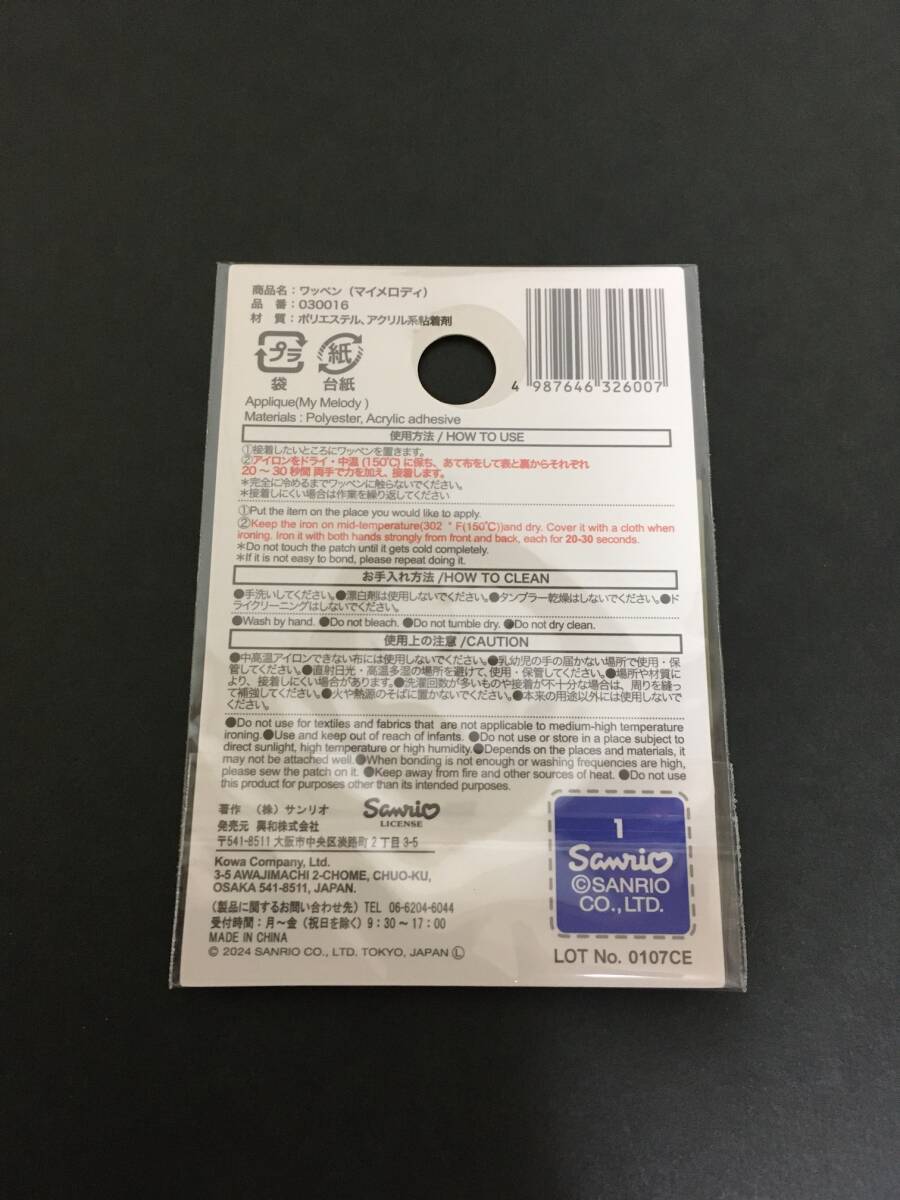 商品名：ワッペン（マイメロディ）
品　番：030016
材　質：ポリエステル、アクリル系粘着剤
プラ
袋
紙
台紙
4 987646 326007
Applique(My Melody )
Materials : Polyester, Acrylic adhesive
使用方法 / HOW TO USE
①接着したいところにワッペンを置きます。
②アイロンをドライ・中温(150℃)に保ち、あて布をして表と裏からそれぞれ
20～30秒間 両手で力を加え、接着します。
＊完全に冷めるまでワッペンに触らないでください。
＊接着しにくい場合は作業を繰り返してください
①Put the item on the place you would like to apply.
②Keep the iron on mid-temperature(302 ° F(150℃))and dry. Cover it with a cloth when
ironing. Iron it with both hands strongly from front and back, each for 20-30 seconds.
＊Do not touch the patch until it gets cold completely.
＊If it is not easy to bond, please repeat doing it.
お手入れ方法 /HOW TO CLEAN
●手洗いしてください。●漂白剤は使用しないでください。●タンブラー乾燥はしないでください。●ド
ライクリーニングはしないでください。
●Wash by hand. ●Do not bleach. ●Do not tumble dry. ●Do not dry clean.
使用上の注意 /CAUTION
●中高温アイロンできない布には使用しないでください。●乳幼児の手の届かない場所で使用・保
管してください。●直射日光・高温多湿の場所を避けて、使用・保管してください。●場所や材質に
より、接着しにくい場合があります。●洗濯回数が多いものや接着が不十分な場合は、周りを縫っ
て補強してください。●火や熱源のそばに置かないでください。●本来の用途以外には使用しないで
ください。
●Do not use for textiles and fabrics that are not applicable to medium-high temperature
ironing.●Use and keep out of reach of infants. ●Do not use or store in a place subject to
direct sunlight, high temperature or high humidity.●Depends on the places and materials, it
may not be attached well.●When bonding is not enough or washing frequencies are high,
please sew the patch on it. ●Keep away from fire and other sources of heat. ●Do not use
this product for purposes other than its intended purposes.
著作　（株）サンリオ
Sanrio
LICENSE
発売元　興和株式会社
〒541-8511 大阪市中央区淡路町2丁目3-5
Kowa Company, Ltd.
3-5 AWAJIMACHI 2-CHOME, CHUO-KU,
OSAKA 541-8511, JAPAN.
（製品に関するお問い合わせ先）TEL 06-6204-6044
受付時間：月～金（祝日を除く）9：30～17：00
MADE IN CHINA
© 2024 SANRIO CO., LTD. TOKYO, JAPAN Ⓛ
1
Sanrio
©SANRIO
CO.,LTD.
LOT No. 0107CE